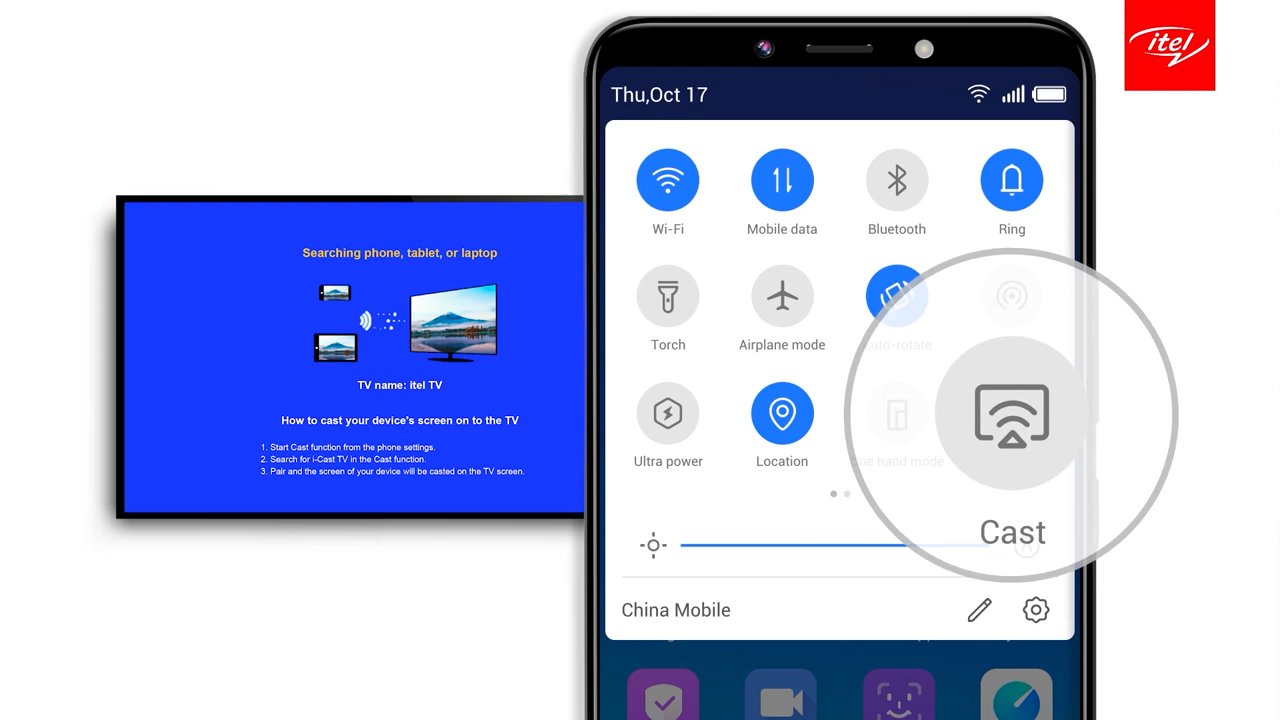 itel
Thu,Oct 17
Wi-Fi
Mobile data
Bluetooth
Ring
Torch
Airplane mode
Auto-rotate
Ultra power
Location
One hand mode
Cast
China Mobile
Searching phone, tablet, or laptop
TV name: itel TV
How to cast your device's screen on to the TV
1. Start Cast function from the phone settings.
2. Search for i-Cast TV in the Cast function.
3. Pair and the screen of your device will be casted on the TV screen.